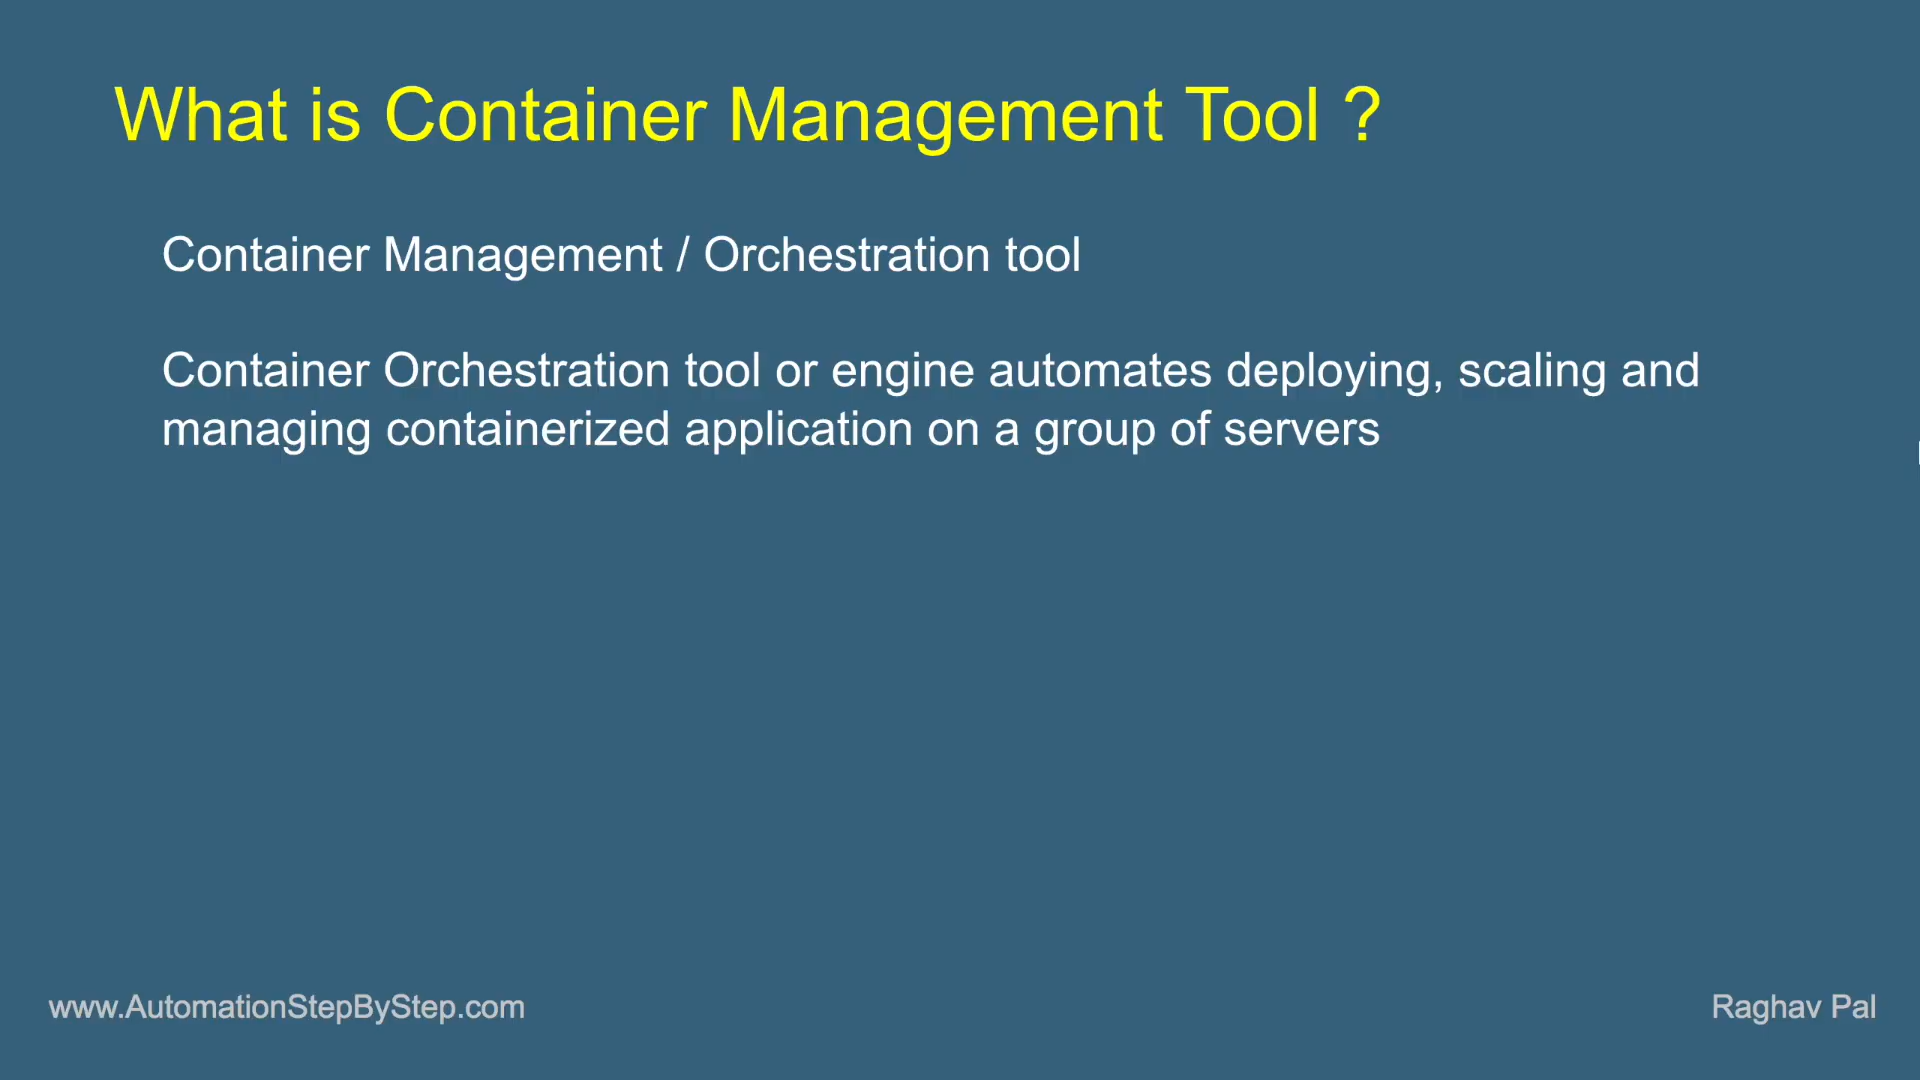 What is Container Management Tool ?
Container Management / Orchestration tool
Container Orchestration tool or engine automates deploying, scaling and
managing containerized application on a group of servers
www.AutomationStepByStep.com
Raghav Pal